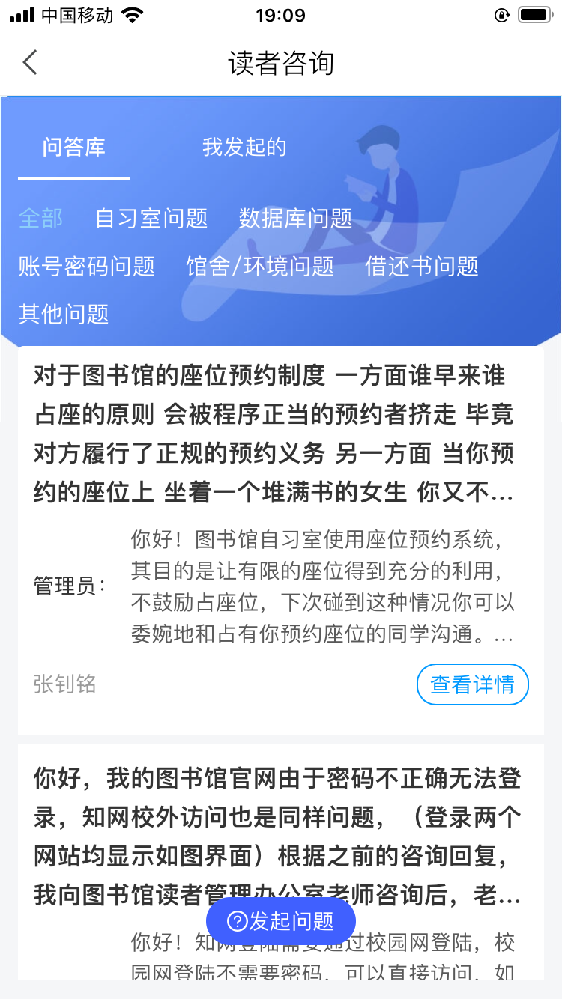 中国移动 19:09
读者咨询
问答库 我发起的
全部 自习室问题 数据库问题
账号密码问题 馆舍/环境问题 借还书问题
其他问题
对于图书馆的座位预约制度 一方面谁早来谁
占座的原则 会被程序正当的预约者挤走 毕竟
对方履行了正规的预约义务 另一方面 当你预
约的座位上 坐着一个堆满书的女生 你又不...
管理员：
你好！图书馆自习室使用座位预约系统，
其目的是让有限的座位得到充分的利用，
不鼓励占座位，下次碰到这种情况你可以
委婉地和占有你预约座位的同学沟通。...
张钊铭 查看详情
你好，我的图书馆官网由于密码不正确无法登
录，知网校外访问也是同样问题，（登录两个
网站均显示如图界面）根据之前的咨询回复，
我向图书馆读者管理办公室老师咨询后，老...
发起问题
你好！知网登陆需要通过校园网登陆，校
园网登陆不需要密码，可以直接访问，如